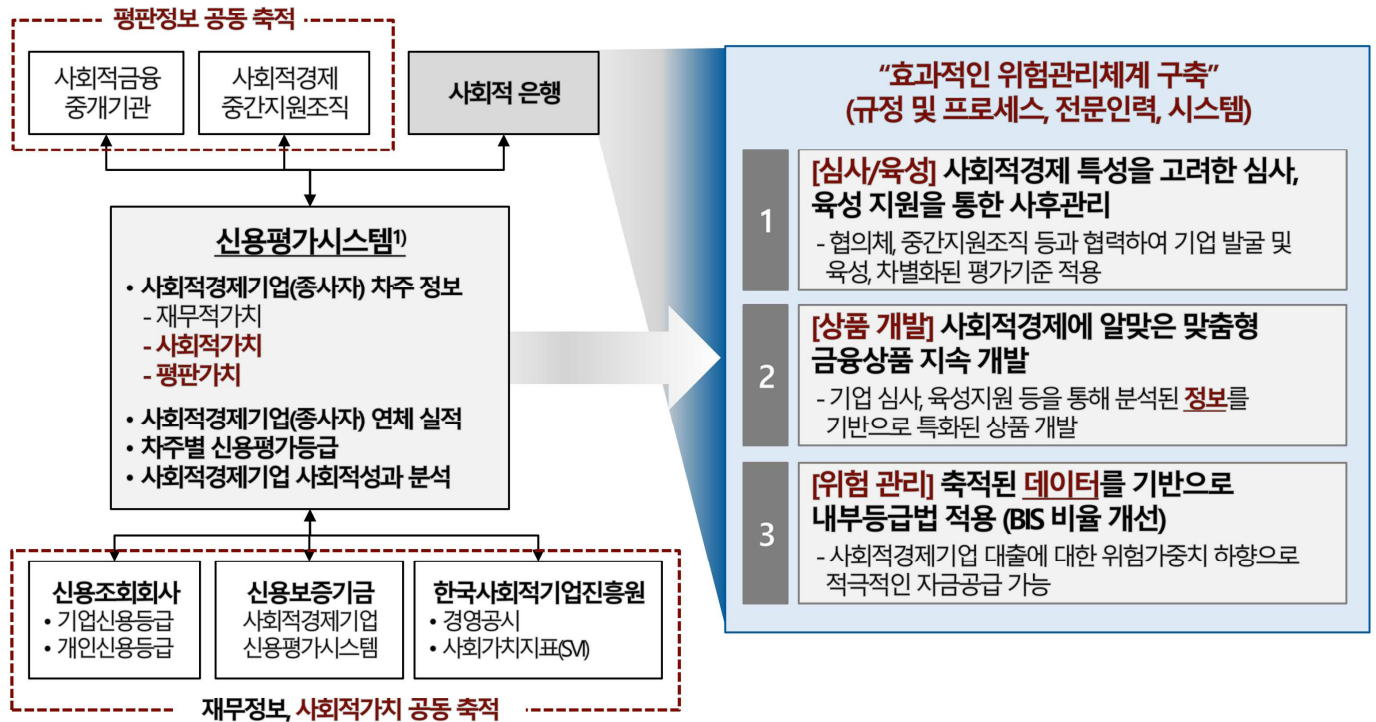 평판정보 공동 축적
사회적금융
중개기관
사회적경제
중간지원조직
사회적 은행
신용평가시스템1)
• 사회적경제기업(종사자) 차주 정보
- 재무적가치
- 사회적가치
- 평판가치
• 사회적경제기업(종사자) 연체 실적
• 차주별 신용평가등급
• 사회적경제기업 사회적성과 분석
신용조회회사
• 기업신용등급
• 개인신용등급
신용보증기금
사회적경제기업
신용평가시스템
한국사회적기업진흥원
• 경영공시
• 사회가치지표(SVI)
재무정보, 사회적가치 공동 축적
“효과적인 위험관리체계 구축”
(규정 및 프로세스, 전문인력, 시스템)
1
[심사/육성] 사회적경제 특성을 고려한 심사,
육성 지원을 통한 사후관리
- 협의체, 중간지원조직 등과 협력하여 기업 발굴 및
육성, 차별화된 평가기준 적용
2
[상품 개발] 사회적경제에 알맞은 맞춤형
금융상품 지속 개발
- 기업 심사, 육성지원 등을 통해 분석된 정보를
기반으로 특화된 상품 개발
3
[위험 관리] 축적된 데이터를 기반으로
내부등급법 적용 (BIS 비율 개선)
- 사회적경제기업 대출에 대한 위험가중치 하향으로
적극적인 자금공급 가능